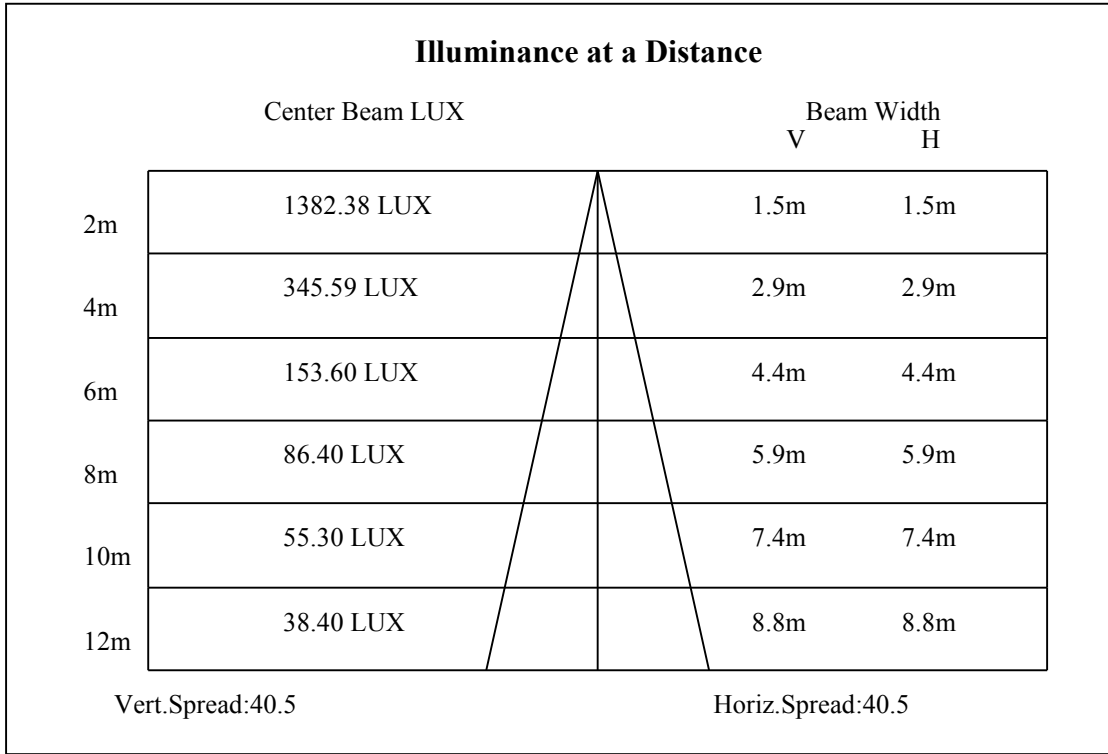 Illuminance at a Distance
Center Beam LUX Beam Width
V H
2m 1382.38 LUX 1.5m 1.5m
4m 345.59 LUX 2.9m 2.9m
6m 153.60 LUX 4.4m 4.4m
8m 86.40 LUX 5.9m 5.9m
10m 55.30 LUX 7.4m 7.4m
12m 38.40 LUX 8.8m 8.8m
Vert.Spread:40.5 Horiz.Spread:40.5